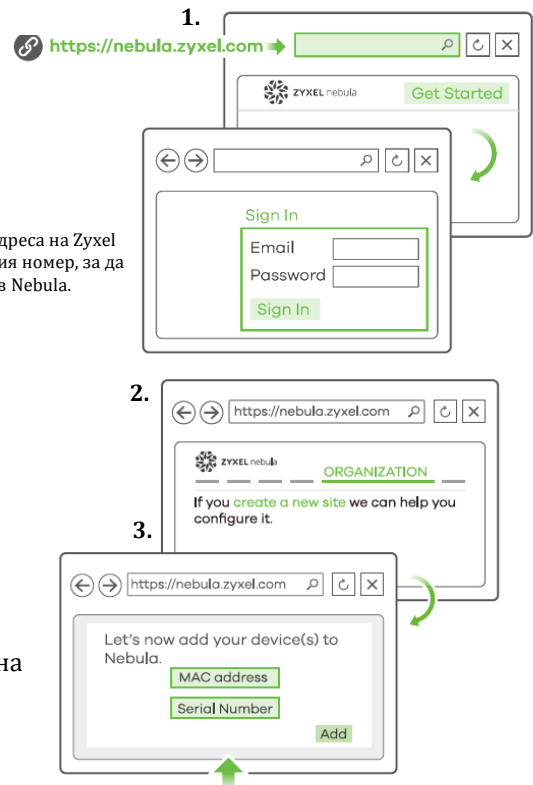 1.
https://nebula.zyxel.com
ZYXEL nebula
Get Started
Sign In
Email
Password
Sign In
дреса на Zyxel
ия номер, за да
в Nebula.
2.
https://nebula.zyxel.com
ZYXEL nebula
ORGANIZATION
If you create a new site we can help you
configure it.
3.
https://nebula.zyxel.com
Let's now add your device(s) to
Nebula.
MAC address
Serial Number
Add
на